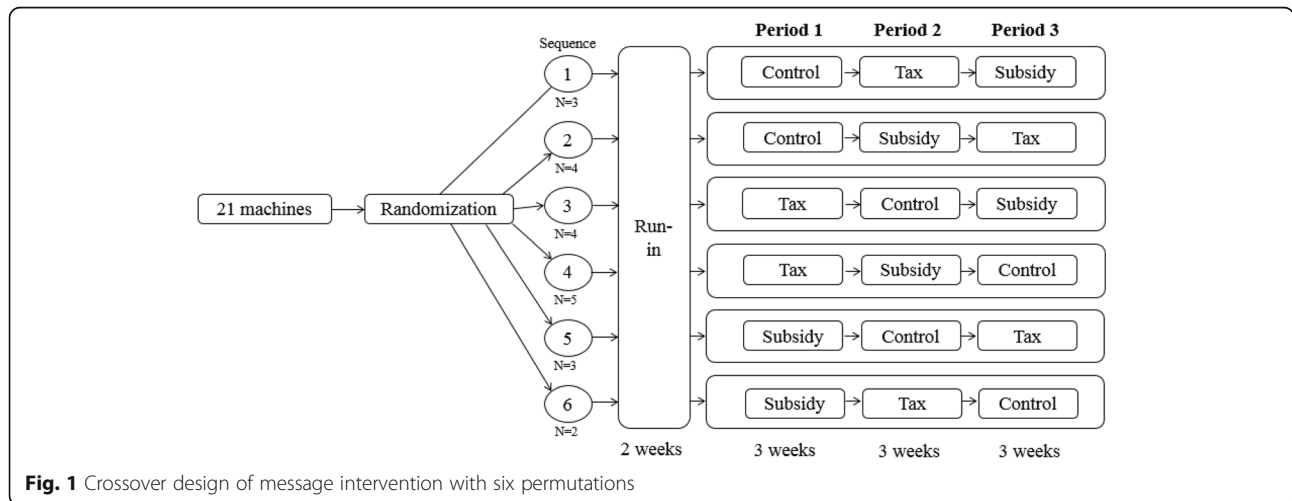 Period 1 Period 2 Period 3
Sequence
1
N=3
Control Tax Subsidy
2
N=4
Control Subsidy Tax
21 machines Randomization
3
N=4
Run-
in
Tax Control Subsidy
4
N=5
Tax Subsidy Control
5
N=3
Subsidy Control Tax
6
N=2
Subsidy Tax Control
2 weeks 3 weeks 3 weeks 3 weeks
Fig. 1 Crossover design of message intervention with six permutations